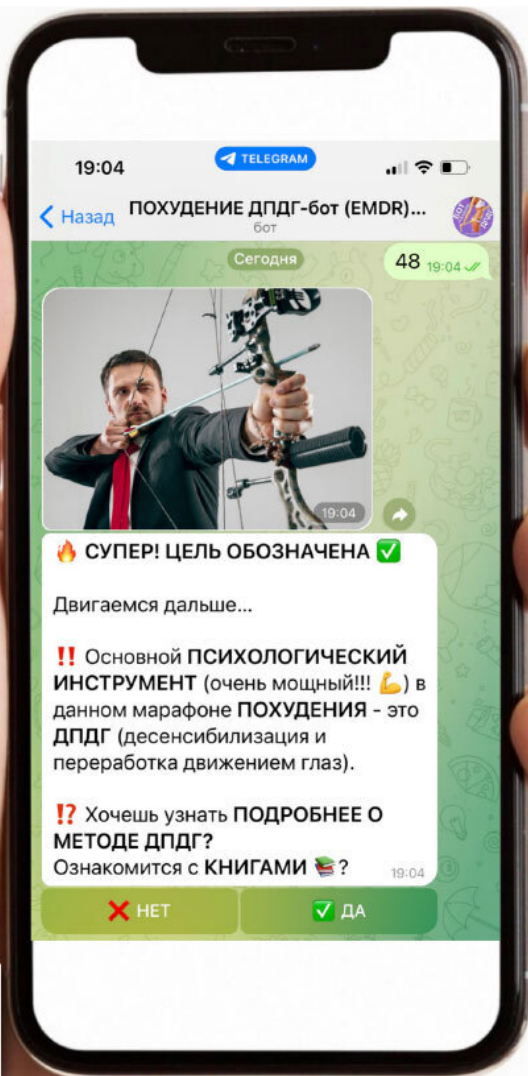 19:04
TELEGRAM
Назад
ПОХУДЕНИЕ ДПДГ-бот (EMDR)...
бот
Сегодня
48 19:04
19:04
🔥 СУПЕР! ЦЕЛЬ ОБОЗНАЧЕНА ✅
Двигаемся дальше...
‼️ Основной ПСИХОЛОГИЧЕСКИЙ
ИНСТРУМЕНТ (очень мощный!!! 💪) в
данном марафоне ПОХУДЕНИЯ - это
ДПДГ (десенсибилизация и
переработка движением глаз).
⁉️ Хочешь узнать ПОДРОБНЕЕ О
МЕТОДЕ ДПДГ?
Ознакомится с КНИГАМИ 📚?
19:04
❌ НЕТ
✅ ДА